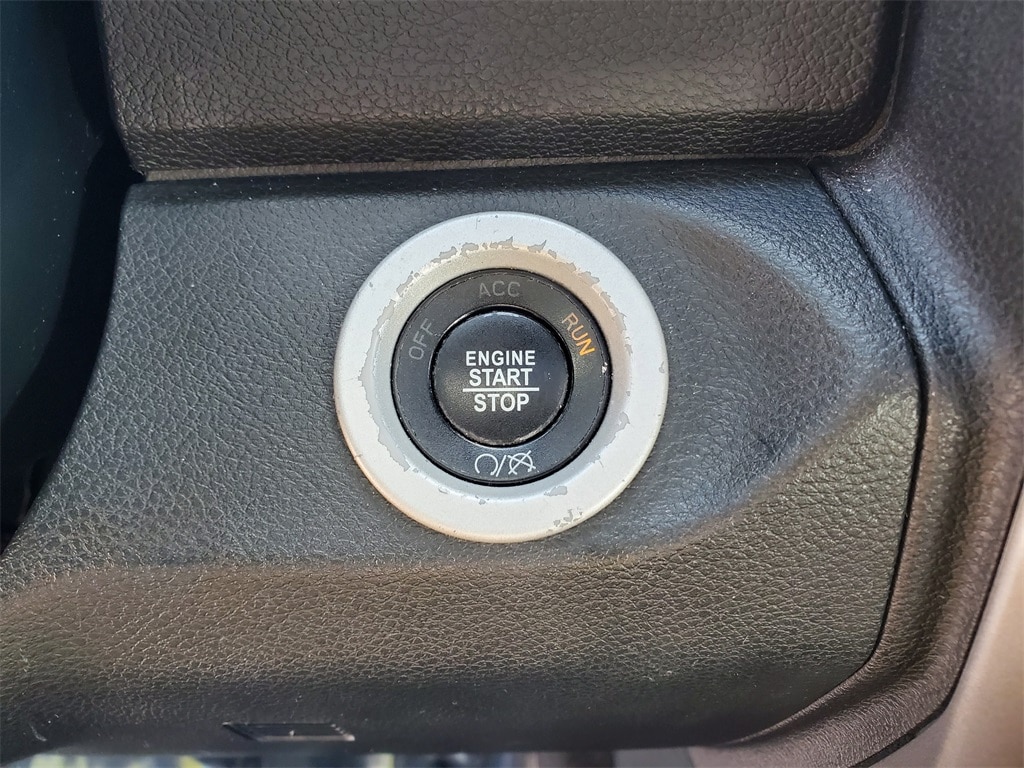 OFF
ACC
RUN
ENGINE
START
STOP